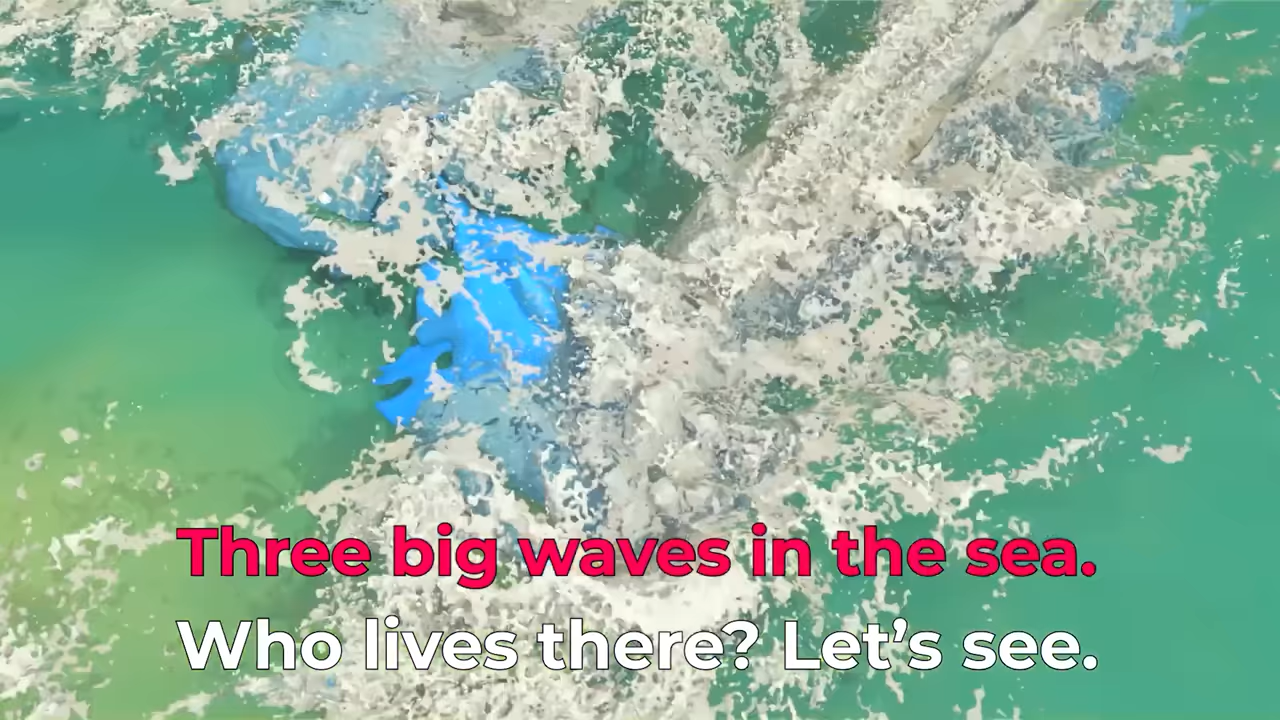 Three big waves in the sea.
Who lives there? Let’s see.